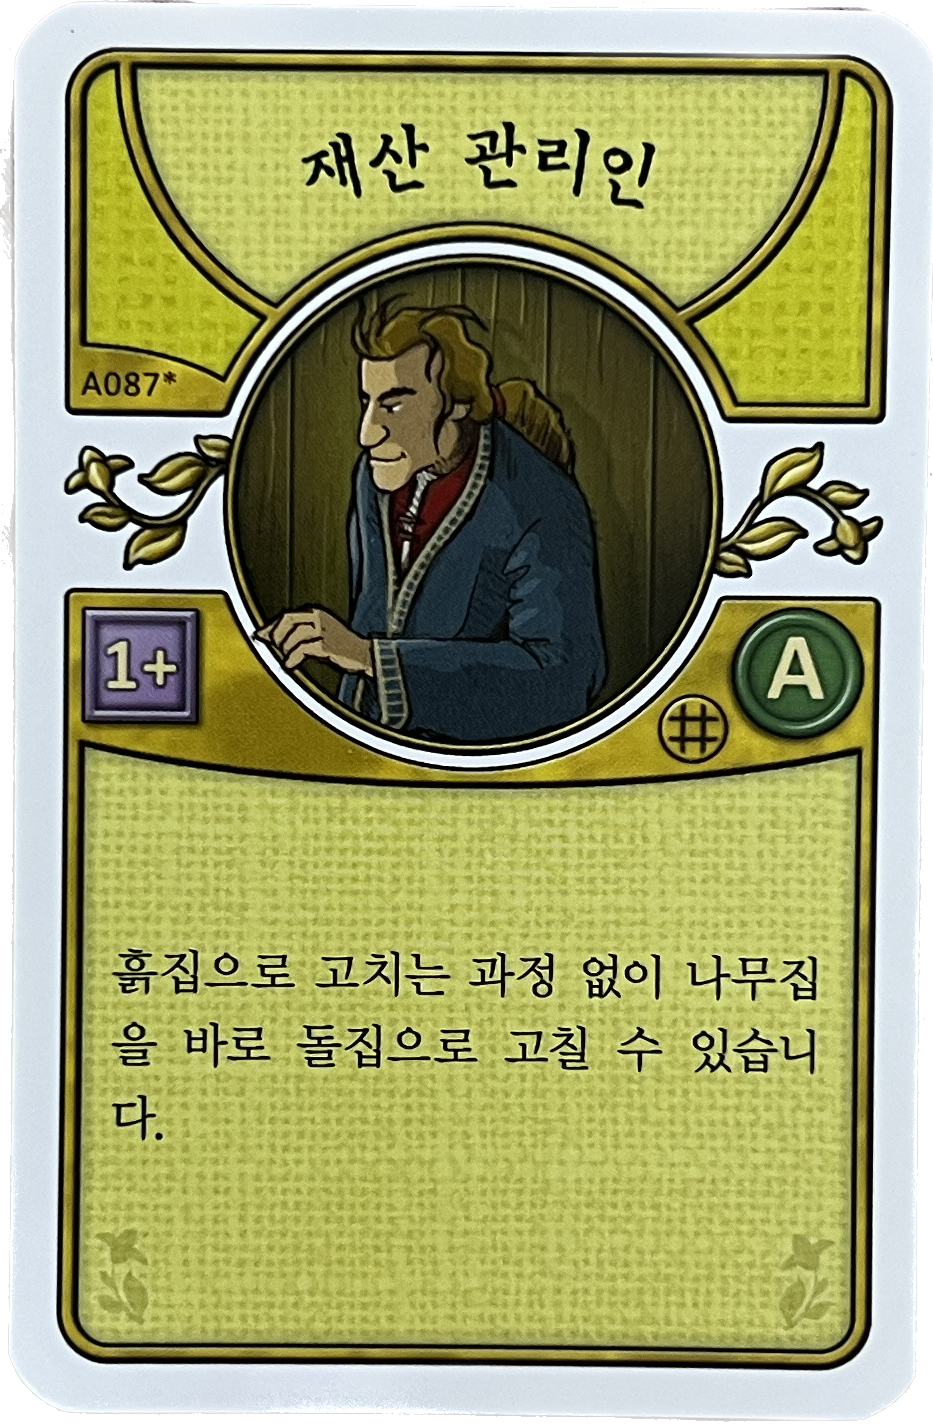 재산 관리인
A087*
1+
A
흙집으로 고치는 과정 없이 나무집
을 바로 돌집으로 고칠 수 있습니
다.